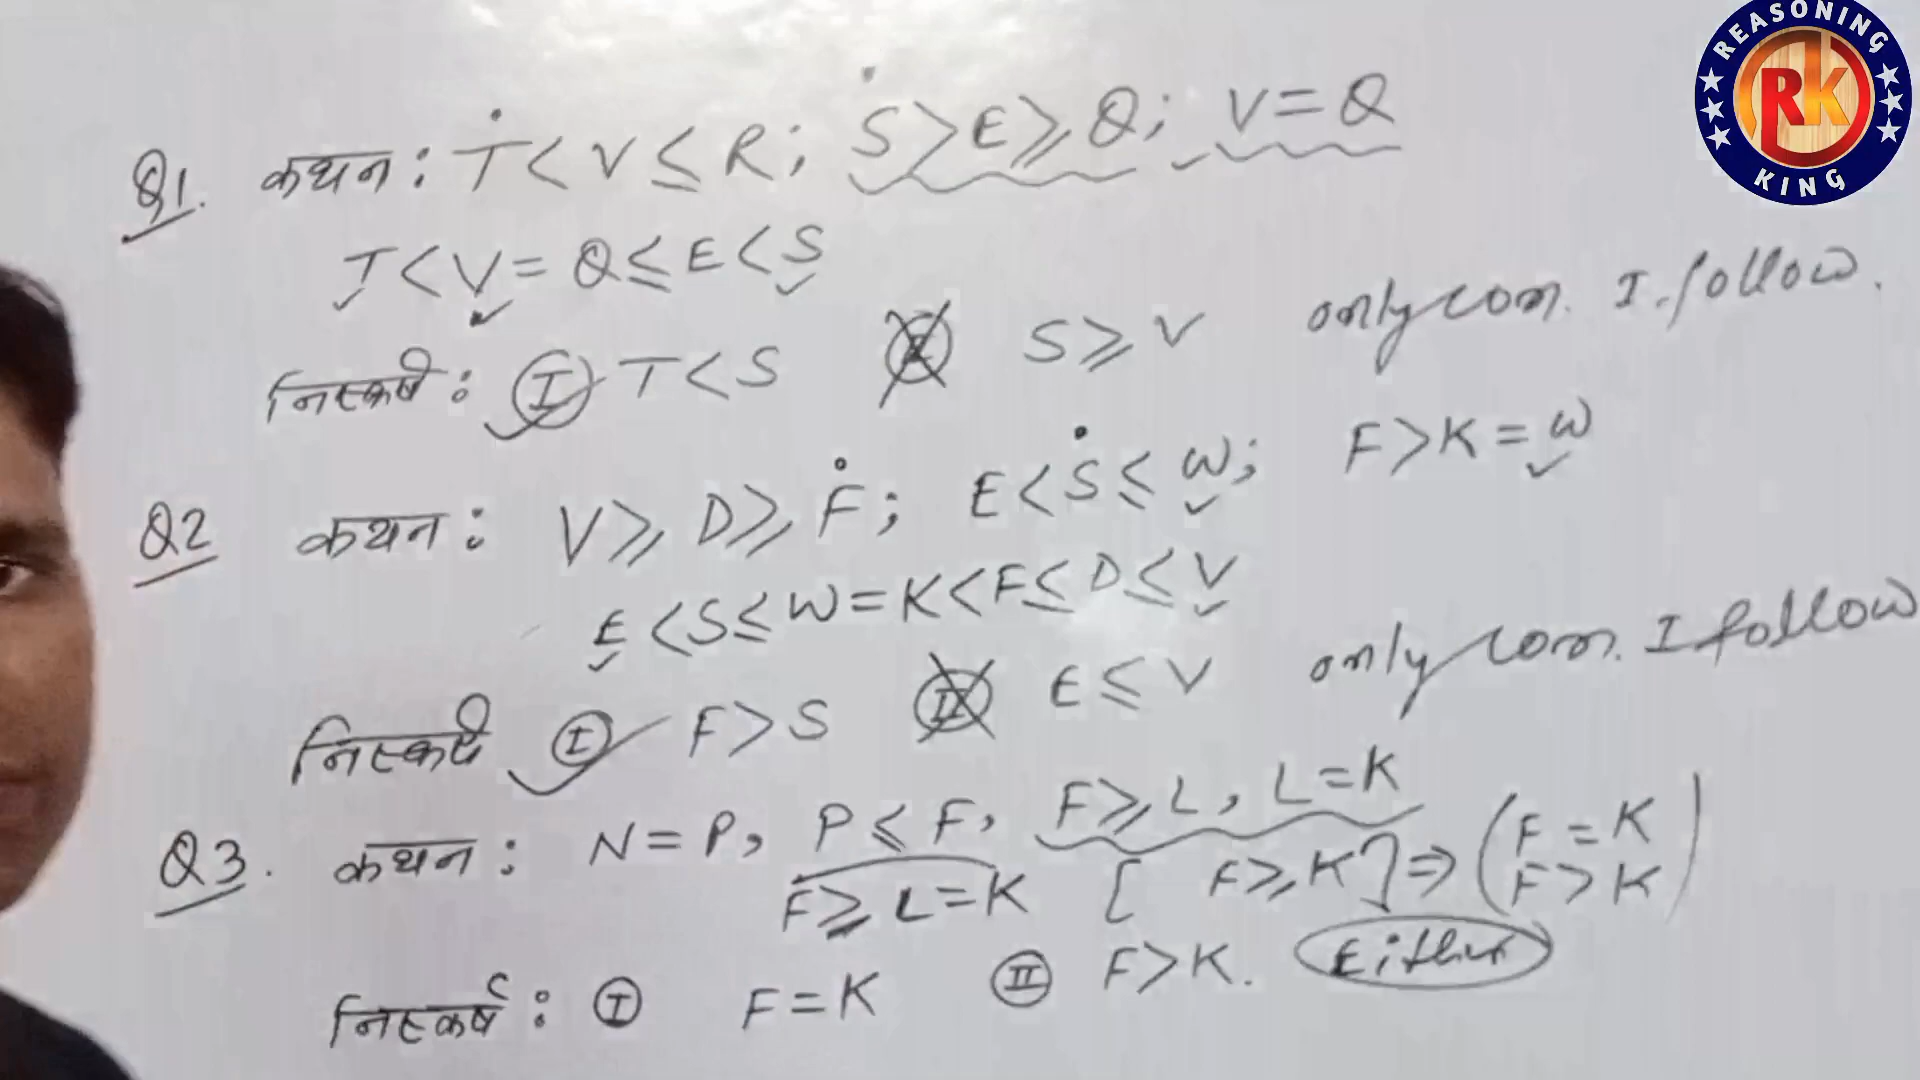 REASONING RK KING
Q1. कथन : T < V ≤ R ; S > E ≥ Q ; V = Q
T < V = Q ≤ E < S
निस्कर्ष : I T < S S ≥ V only con. I follow.
Q2 कथन : V ≥ D ≥ F ; E < S ≤ W ; F > K = W
E < S ≤ W = K < F ≤ D ≤ V
निस्कर्ष I F > S II E ≤ V only con. I follow
Q3. कथन : N = P, P ≤ F, F ≥ L, L = K
F ≥ L = K [ F ≥ K ] ⇒ ( F = K
F > K )
निस्कर्ष : I F = K II F > K. Either